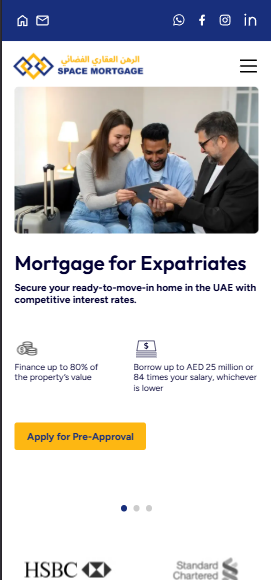 الرهن العقاري الفضائي
SPACE MORTGAGE
Mortgage for Expatriates
Secure your ready-to-move-in home in the UAE with
competitive interest rates.
Finance up to 80% of
the property's value
Borrow up to AED 25 million or
84 times your salary, whichever
is lower
Apply for Pre-Approval
HSBC
Standard
Chartered